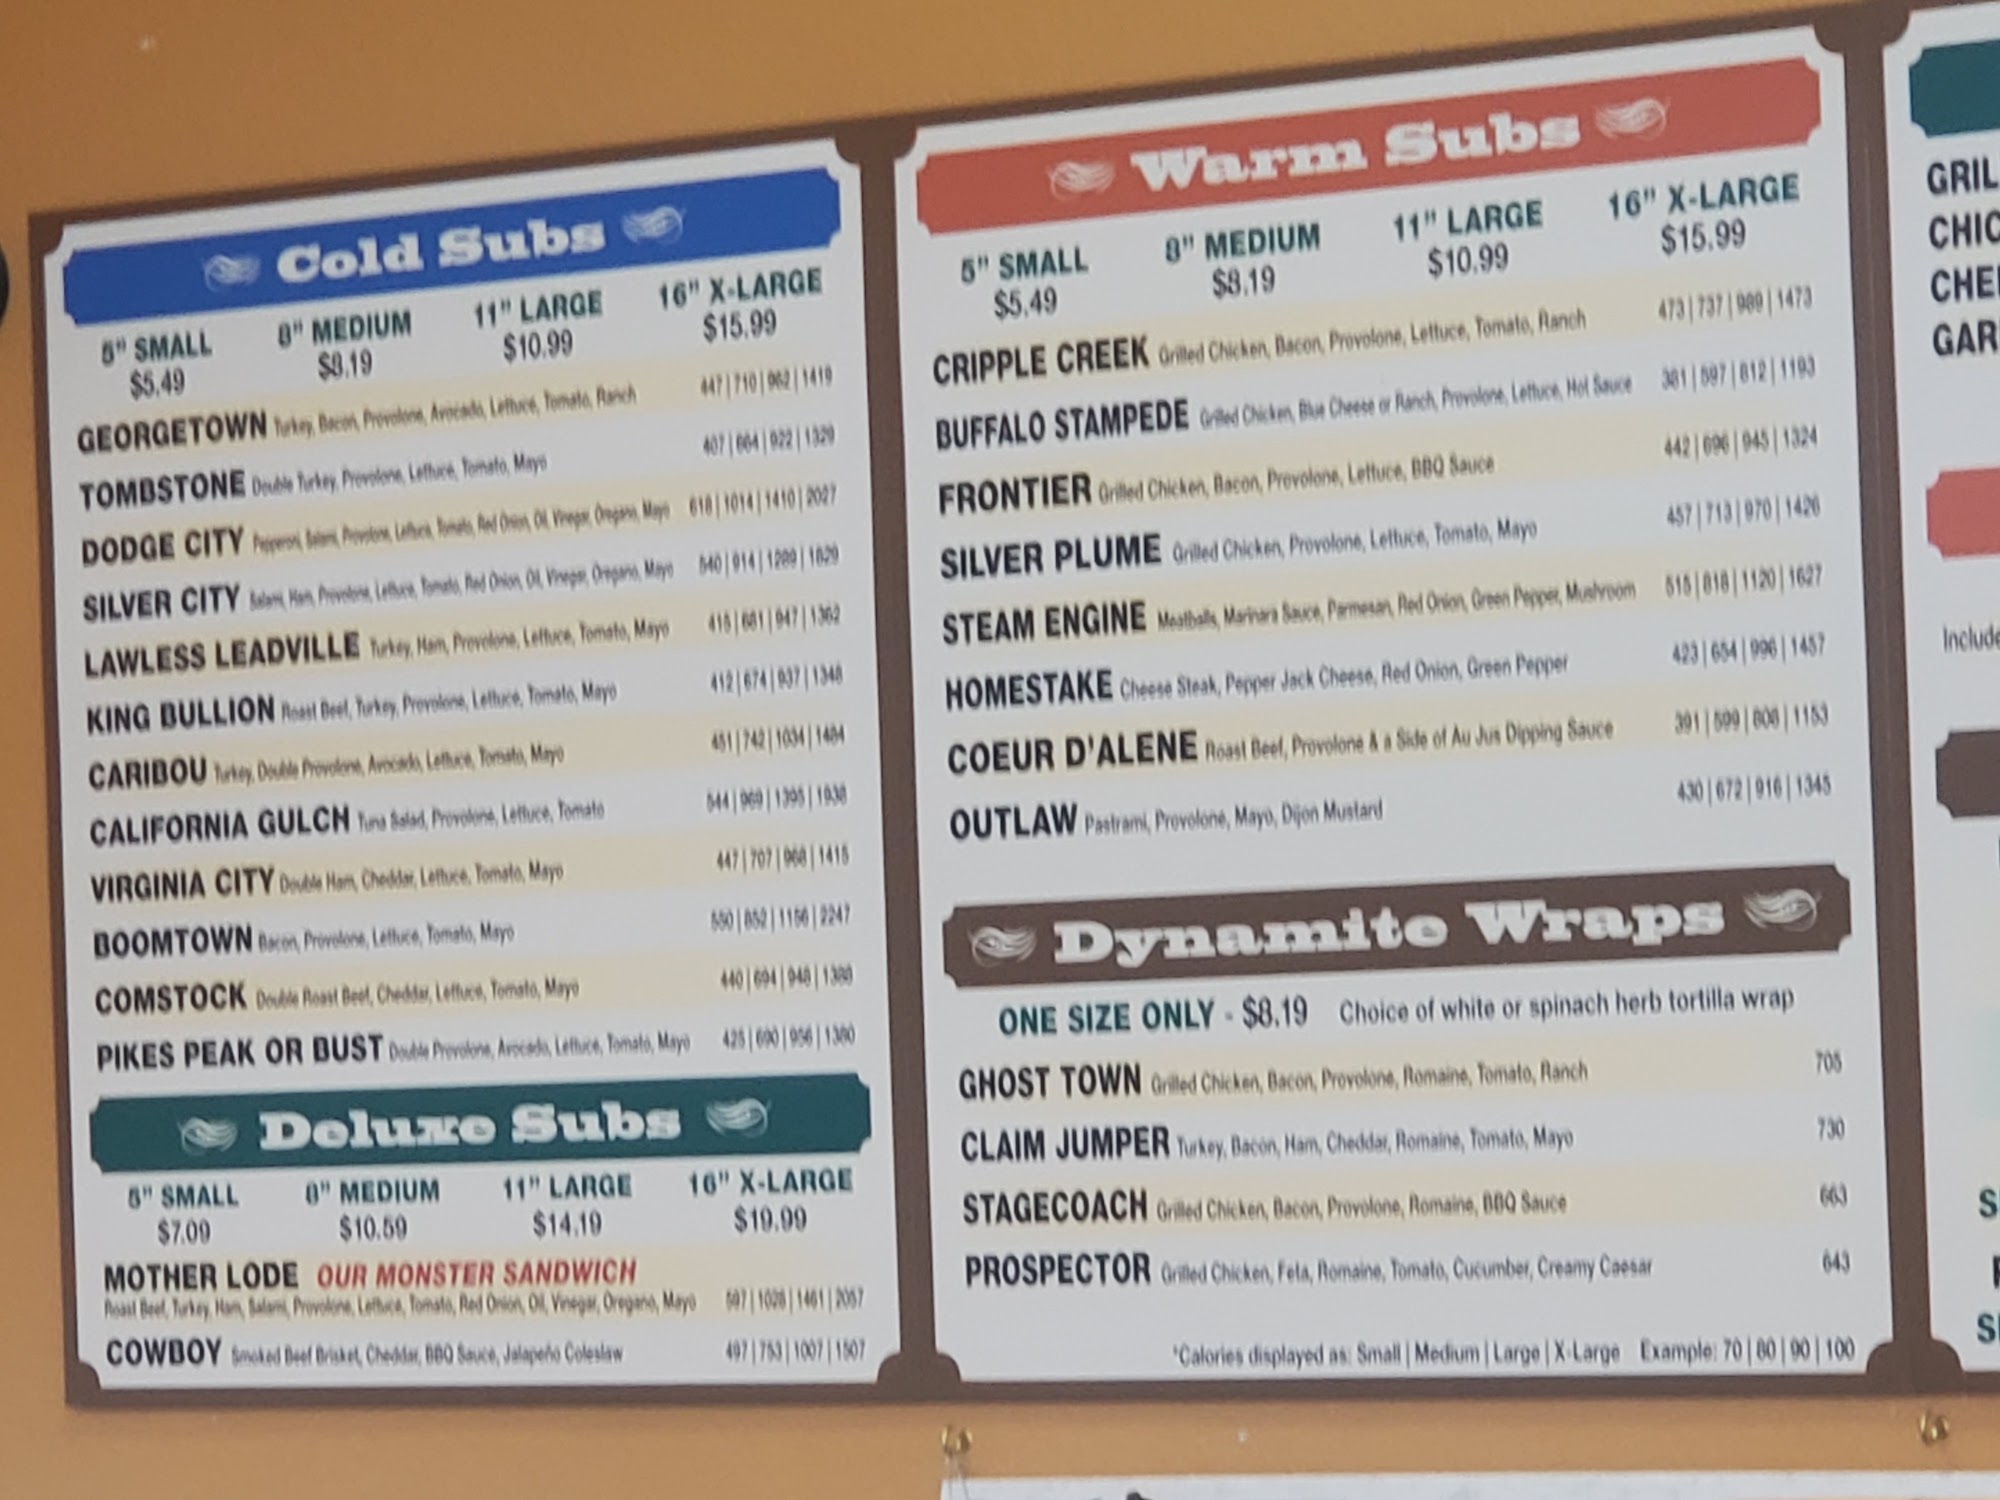 Cold Subs
5" SMALL 8" MEDIUM 11" LARGE 16" X-LARGE
$5.49 $8.19 $10.99 $15.99
GEORGETOWN Turkey, Bacon, Provolone, Avocado, Lettuce, Tomato, Ranch 447|710|962|1419
TOMBSTONE Double Turkey, Provolone, Lettuce, Tomato, Mayo 407|664|922|1329
DODGE CITY Pepperoni, Salami, Provolone, Lettuce, Tomato, Red Onion, Oil, Vinegar, Oregano, Mayo 618|1014|1410|2027
SILVER CITY Salami, Ham, Provolone, Lettuce, Tomato, Red Onion, Oil, Vinegar, Oregano, Mayo 540|914|1289|1829
LAWLESS LEADVILLE Turkey, Ham, Provolone, Lettuce, Tomato, Mayo 415|681|947|1362
KING BULLION Roast Beef, Turkey, Provolone, Lettuce, Tomato, Mayo 412|674|937|1348
CARIBOU Turkey, Double Provolone, Avocado, Lettuce, Tomato, Mayo 451|742|1034|1484
CALIFORNIA GULCH Tuna Salad, Provolone, Lettuce, Tomato 544|969|1395|1938
VIRGINIA CITY Double Ham, Cheddar, Lettuce, Tomato, Mayo 447|707|968|1415
BOOMTOWN Bacon, Provolone, Lettuce, Tomato, Mayo 550|852|1156|2247
COMSTOCK Double Roast Beef, Cheddar, Lettuce, Tomato, Mayo 440|694|948|1388
PIKES PEAK OR BUST Double Provolone, Avocado, Lettuce, Tomato, Mayo 425|690|956|1380
Deluxe Subs
5" SMALL 8" MEDIUM 11" LARGE 16" X-LARGE
$7.09 $10.59 $14.19 $19.99
MOTHER LODE OUR MONSTER SANDWICH
Roast Beef, Turkey, Ham, Salami, Provolone, Lettuce, Tomato, Red Onion, Oil, Vinegar, Oregano, Mayo 597|1028|1461|2057
COWBOY Smoked Beef Brisket, Cheddar, BBQ Sauce, Jalapeño Coleslaw 497|753|1007|1507
Warm Subs
5" SMALL 8" MEDIUM 11" LARGE 16" X-LARGE
$5.49 $8.19 $10.99 $15.99
CRIPPLE CREEK Grilled Chicken, Bacon, Provolone, Lettuce, Tomato, Ranch 473|737|989|1473
BUFFALO STAMPEDE Grilled Chicken, Blue Cheese or Ranch, Provolone, Lettuce, Hot Sauce 381|597|812|1193
FRONTIER Grilled Chicken, Bacon, Provolone, Lettuce, BBQ Sauce 442|696|945|1324
SILVER PLUME Grilled Chicken, Provolone, Lettuce, Tomato, Mayo 457|713|970|1426
STEAM ENGINE Meatballs, Marinara Sauce, Parmesan, Red Onion, Green Pepper, Mushroom 515|818|1120|1627
HOMESTAKE Cheese Steak, Pepper Jack Cheese, Red Onion, Green Pepper 423|654|996|1457
COEUR D'ALENE Roast Beef, Provolone & a Side of Au Jus Dipping Sauce 391|599|808|1153
OUTLAW Pastrami, Provolone, Mayo, Dijon Mustard 430|672|916|1345
Dynamite Wraps
ONE SIZE ONLY - $8.19 Choice of white or spinach herb tortilla wrap
GHOST TOWN Grilled Chicken, Bacon, Provolone, Romaine, Tomato, Ranch 705
CLAIM JUMPER Turkey, Bacon, Ham, Cheddar, Romaine, Tomato, Mayo 730
STAGECOACH Grilled Chicken, Bacon, Provolone, Romaine, BBQ Sauce 663
PROSPECTOR Grilled Chicken, Feta, Romaine, Tomato, Cucumber, Creamy Caesar 643
*Calories displayed as: Small|Medium|Large|X-Large Example: 70|80|90|100
GRIL
CHIC
CHE
GAR
Include
S
S